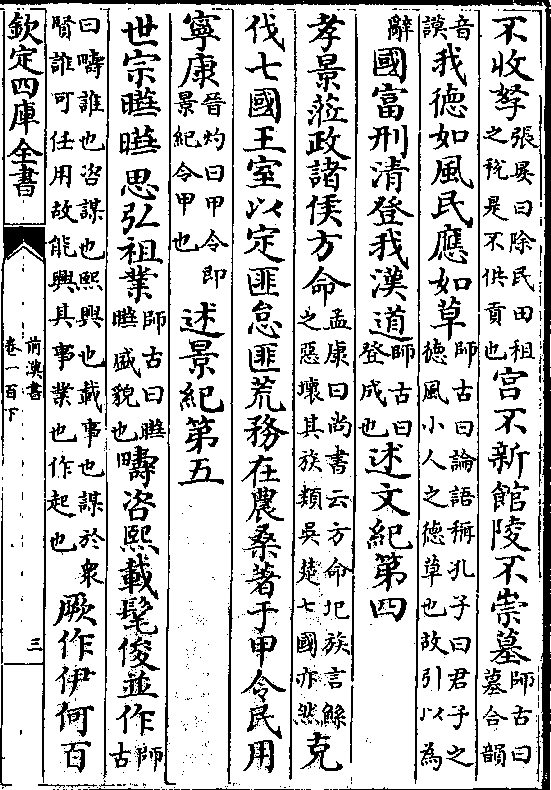 不收孥張晏曰除民田租之稅是不供貢也宮不新館陵不崇墓師古曰墓合韻
音謨我德如風民應如草師古曰論語稱孔子曰君子之德風小人之德草也故引以為
辭國富刑清登我漢道師古曰登成也述文紀第四
孝景蒞政諸侯方命孟康曰尚書云方命圮族言鯀之惡壞其族類吳楚七國亦然克
伐七國王室以定匪怠匪荒務在農桑著于甲令民用
寧康晉灼曰甲令即景紀令甲也述景紀第五
世宗曄曄思弘祖業師古曰曄曄盛貌也疇咨熙載髦俊並作師古
曰疇誰也咨謀也熙興也載事也謀於衆賢誰可任用故能興其事業也作起也厥作伊何百
欽定四庫全書
前漢書
卷一百下
三